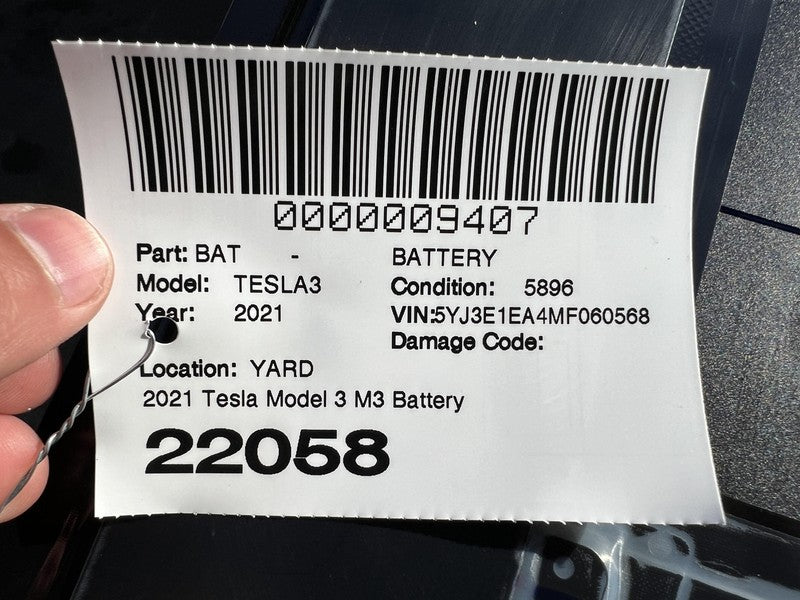 0000009407
Part: BAT - BATTERY
Model: TESLA3 Condition: 5896
Year: 2021 VIN:5YJ3E1EA4MF060568
Damage Code:
Location: YARD
2021 Tesla Model 3 M3 Battery
22058